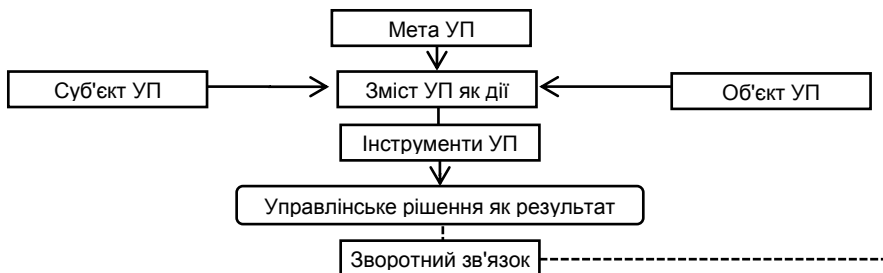 Мета УП
Суб'єкт УП
Зміст УП як дії
Об'єкт УП
Інструменти УП
Управлінське рішення як результат
Зворотний зв'язок